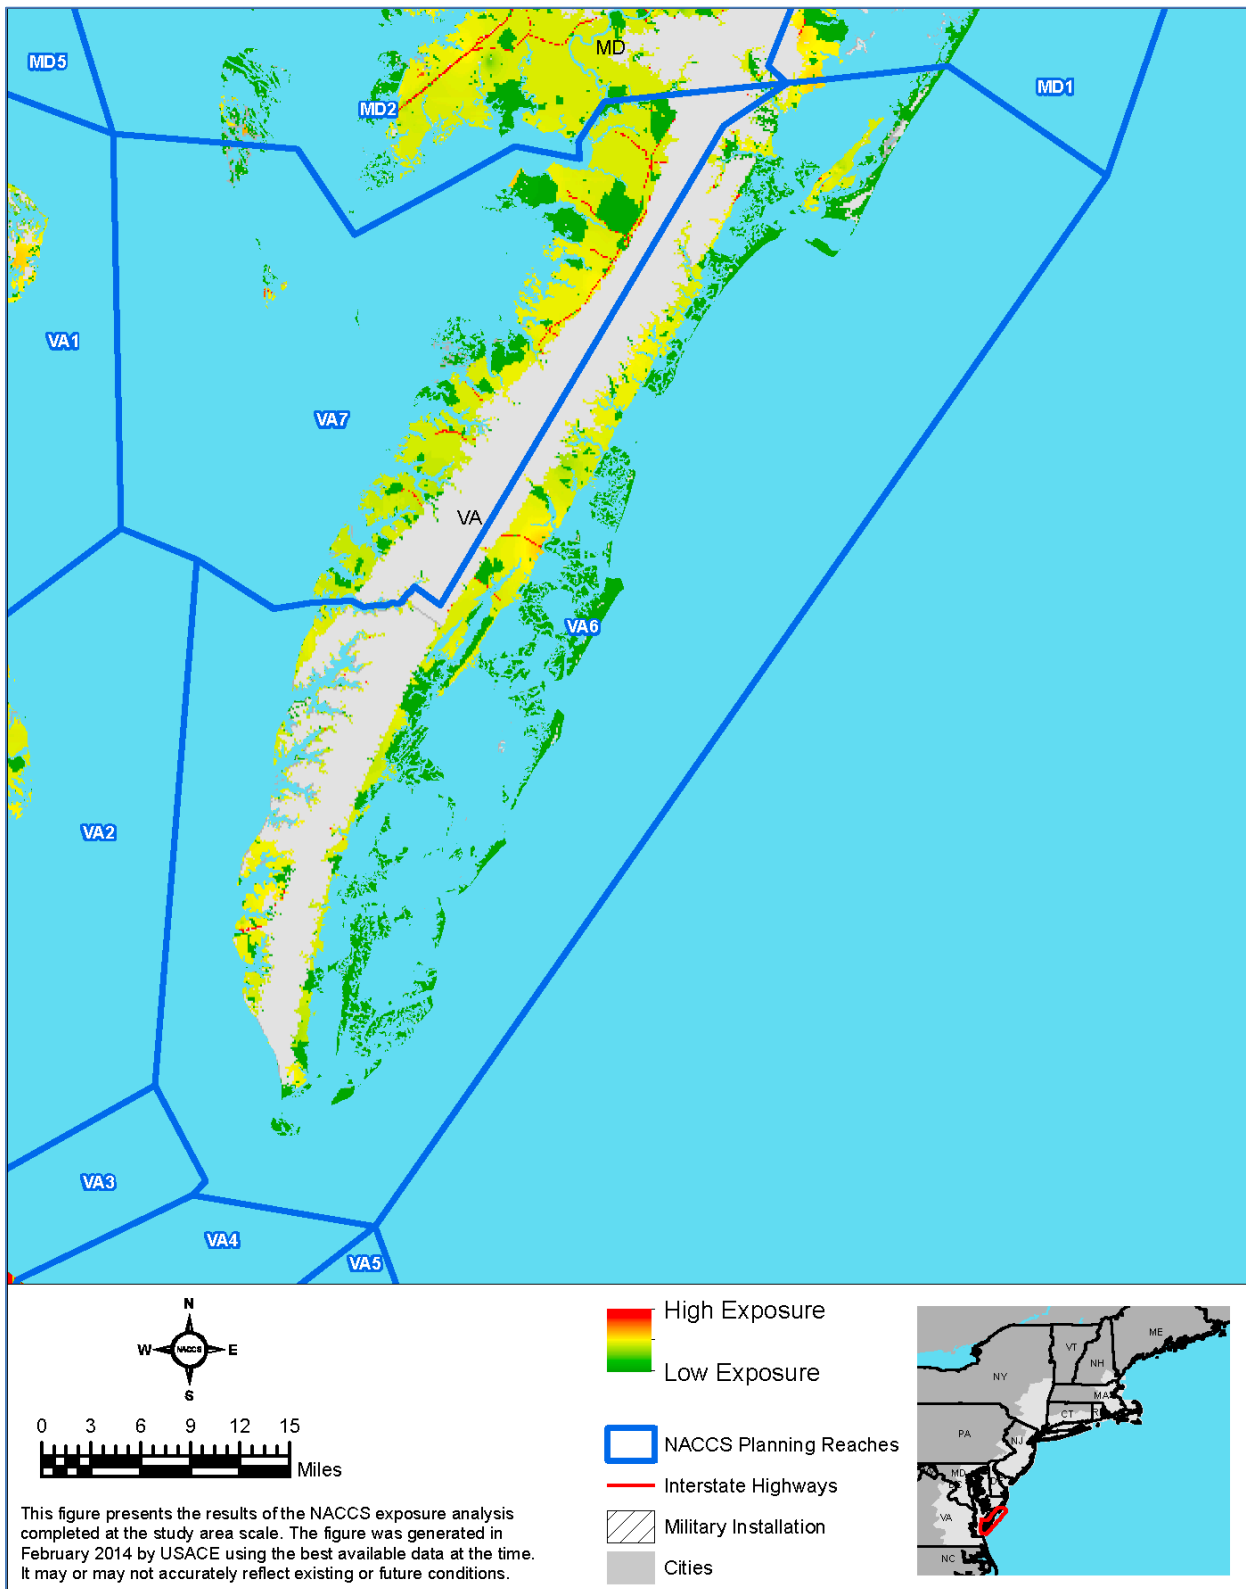 MD
MD5
MD2
MD1
VA1
VA7
VA
VA6
VA2
VA3
VA4
VA5
N
W
NACCS
E
S
0 3 6 9 12 15
Miles
This figure presents the results of the NACCS exposure analysis
completed at the study area scale. The figure was generated in
February 2014 by USACE using the best available data at the time.
It may or may not accurately reflect existing or future conditions.
High Exposure
Low Exposure
NACCS Planning Reaches
Interstate Highways
Military Installation
Cities
ME
VT
NH
NY
MA
CT
PA
NJ
MD
VA
NC